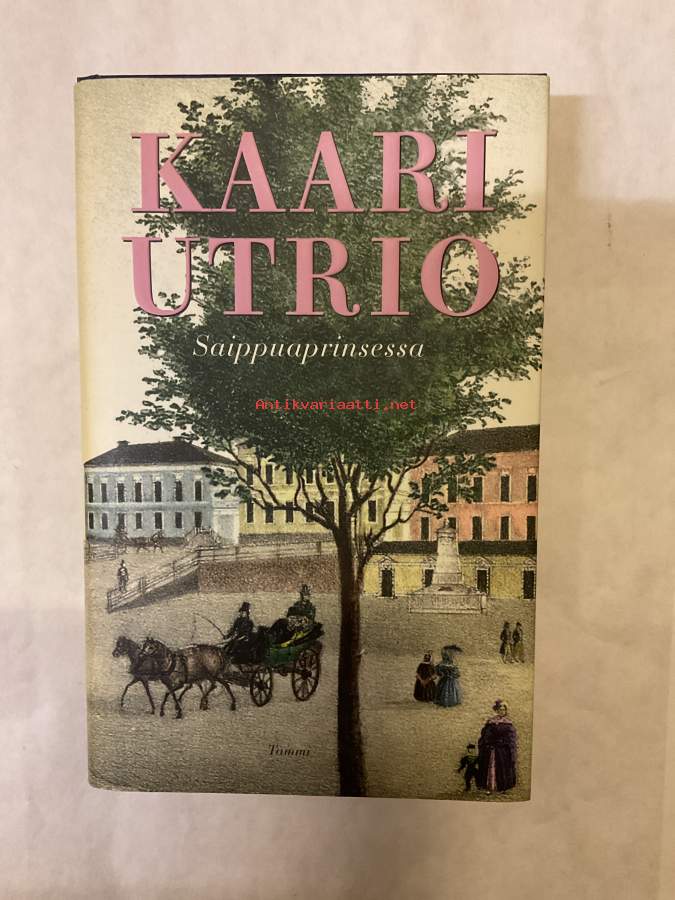 KAARI
UTRIO
Saippuaprinsessa
Antikvariaatti.net
Tammi